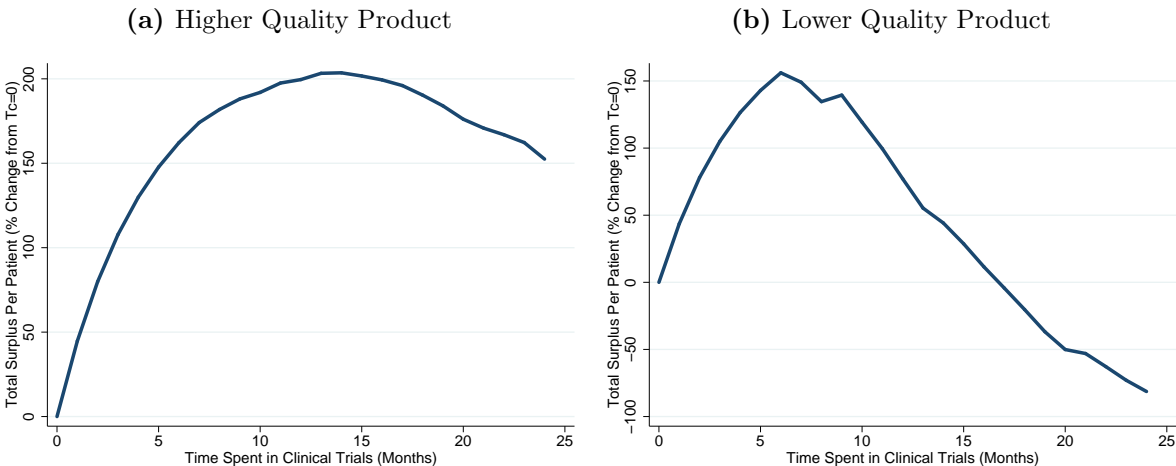 (a) Higher Quality Product
Total Surplus Per Patient (% Change from Tc=0)
200
150
100
50
0
0 5 10 15 20 25
Time Spent in Clinical Trials (Months)
(b) Lower Quality Product
Total Surplus Per Patient (% Change from Tc=0)
150
100
50
0
−50
−100
0 5 10 15 20 25
Time Spent in Clinical Trials (Months)